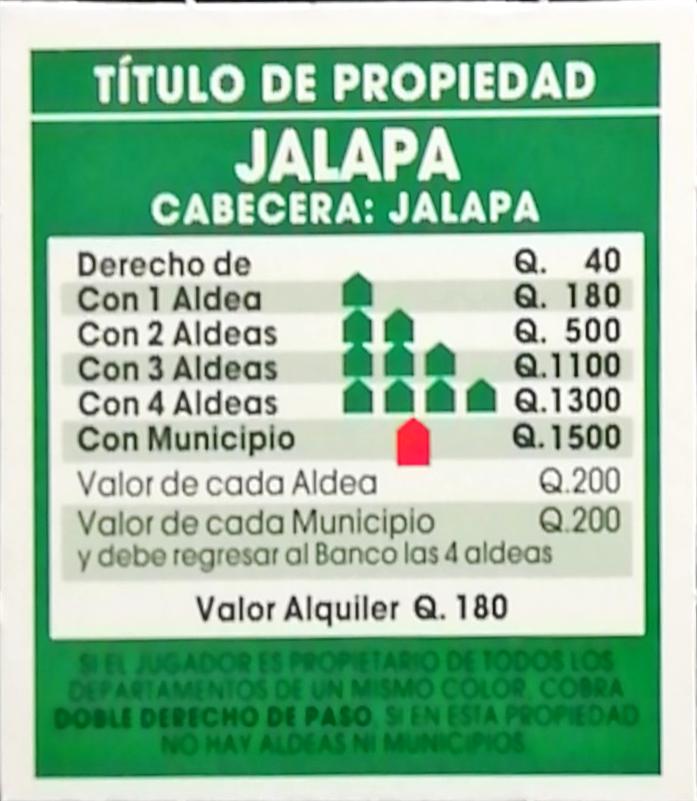 TÍTULO DE PROPIEDAD
JALAPA
CABECERA: JALAPA
Derecho de Q. 40
Con 1 Aldea Q. 180
Con 2 Aldeas Q. 500
Con 3 Aldeas Q.1100
Con 4 Aldeas Q.1300
Con Municipio Q.1500
Valor de cada Aldea Q.200
Valor de cada Municipio Q.200
y debe regresar al Banco las 4 aldeas
Valor Alquiler Q. 180
SI EL JUGADOR ES PROPIETARIO DE TODOS LOS
DEPARTAMENTOS DE UN MISMO COLOR, COBRA
DOBLE DERECHO DE PASO, SI EN ESTA PROPIEDAD
NO HAY ALDEAS NI MUNICIPIOS